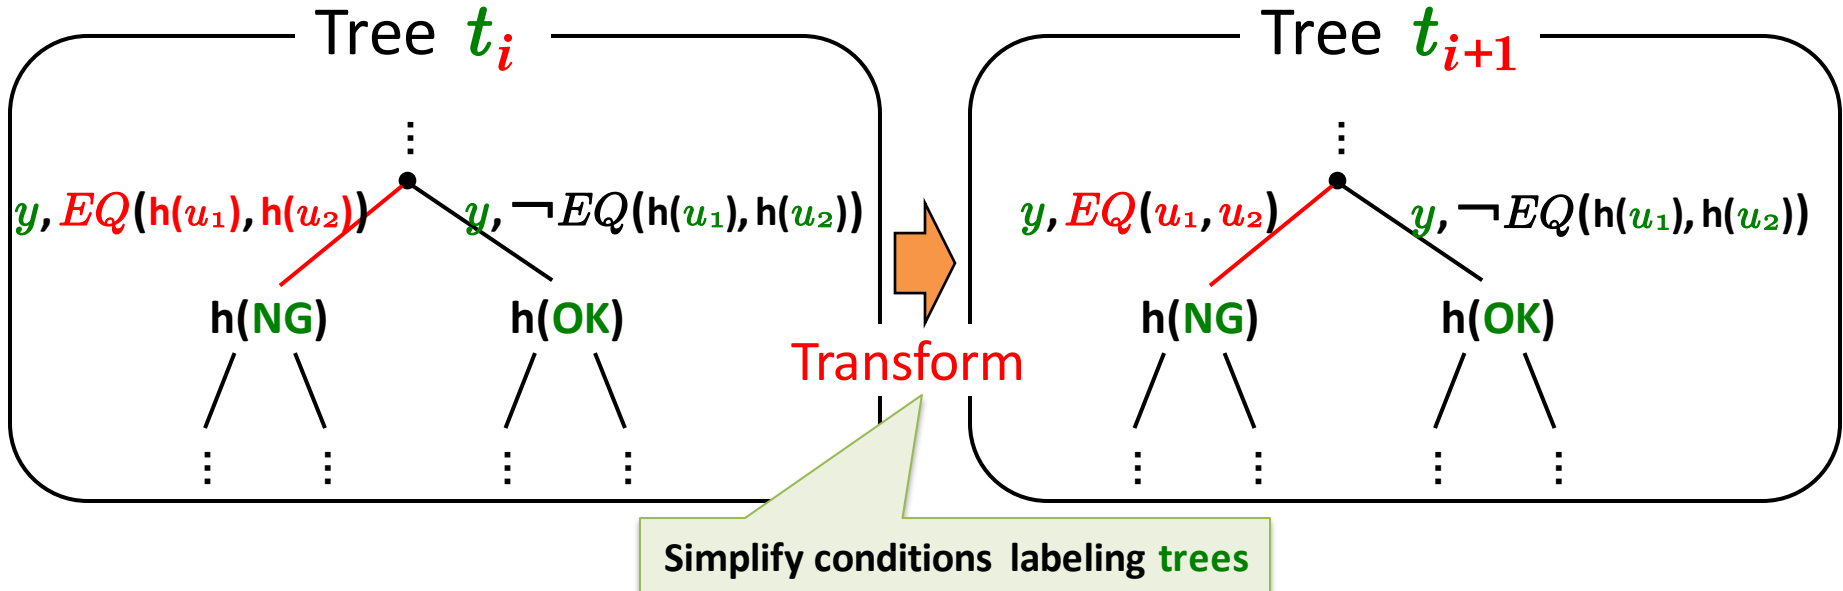 Tree t_i
Tree t_{i+1}
⋮
⋮
y, EQ(h(u₁), h(u₂))
y, ¬EQ(h(u₁), h(u₂))
y, EQ(u₁, u₂)
y, ¬EQ(h(u₁), h(u₂))
h(NG)
h(OK)
h(NG)
h(OK)
Transform
⋮ ⋮ ⋮ ⋮
⋮ ⋮ ⋮ ⋮
Simplify conditions labeling trees